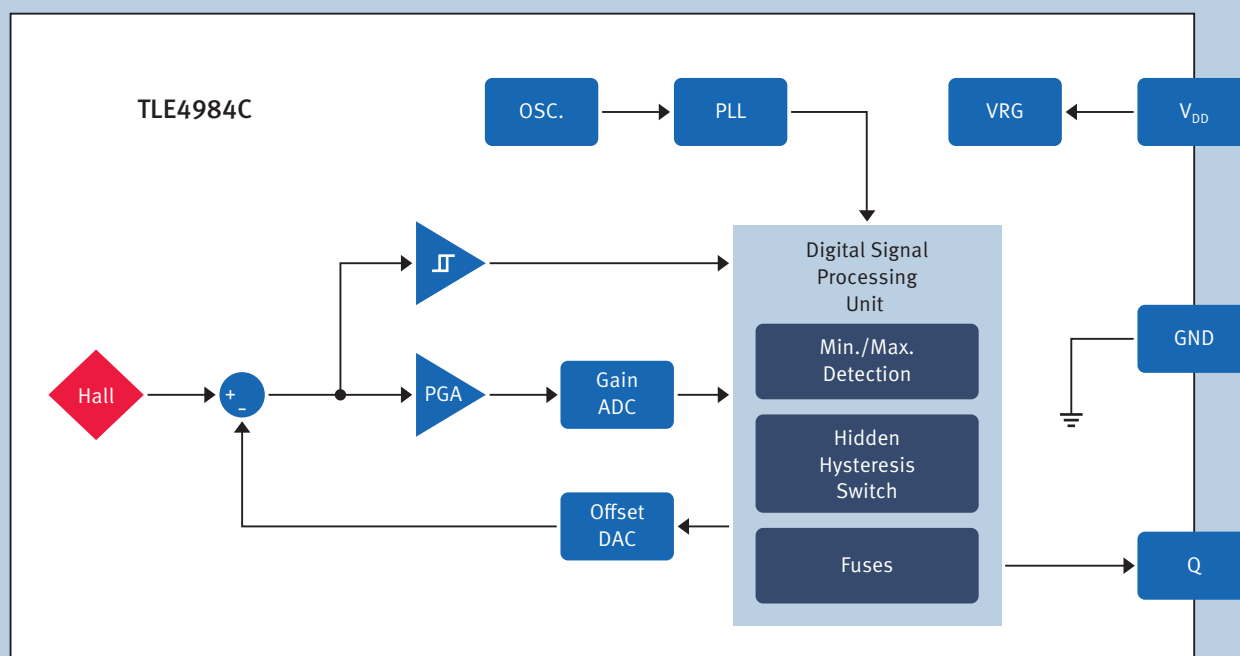 TLE4984C
OSC.
PLL
VRG
VDD
Digital Signal
Processing
Unit
Min./Max.
Detection
GND
Hall
+
-
PGA
Gain
ADC
Hidden
Hysteresis
Switch
Offset
DAC
Fuses
Q